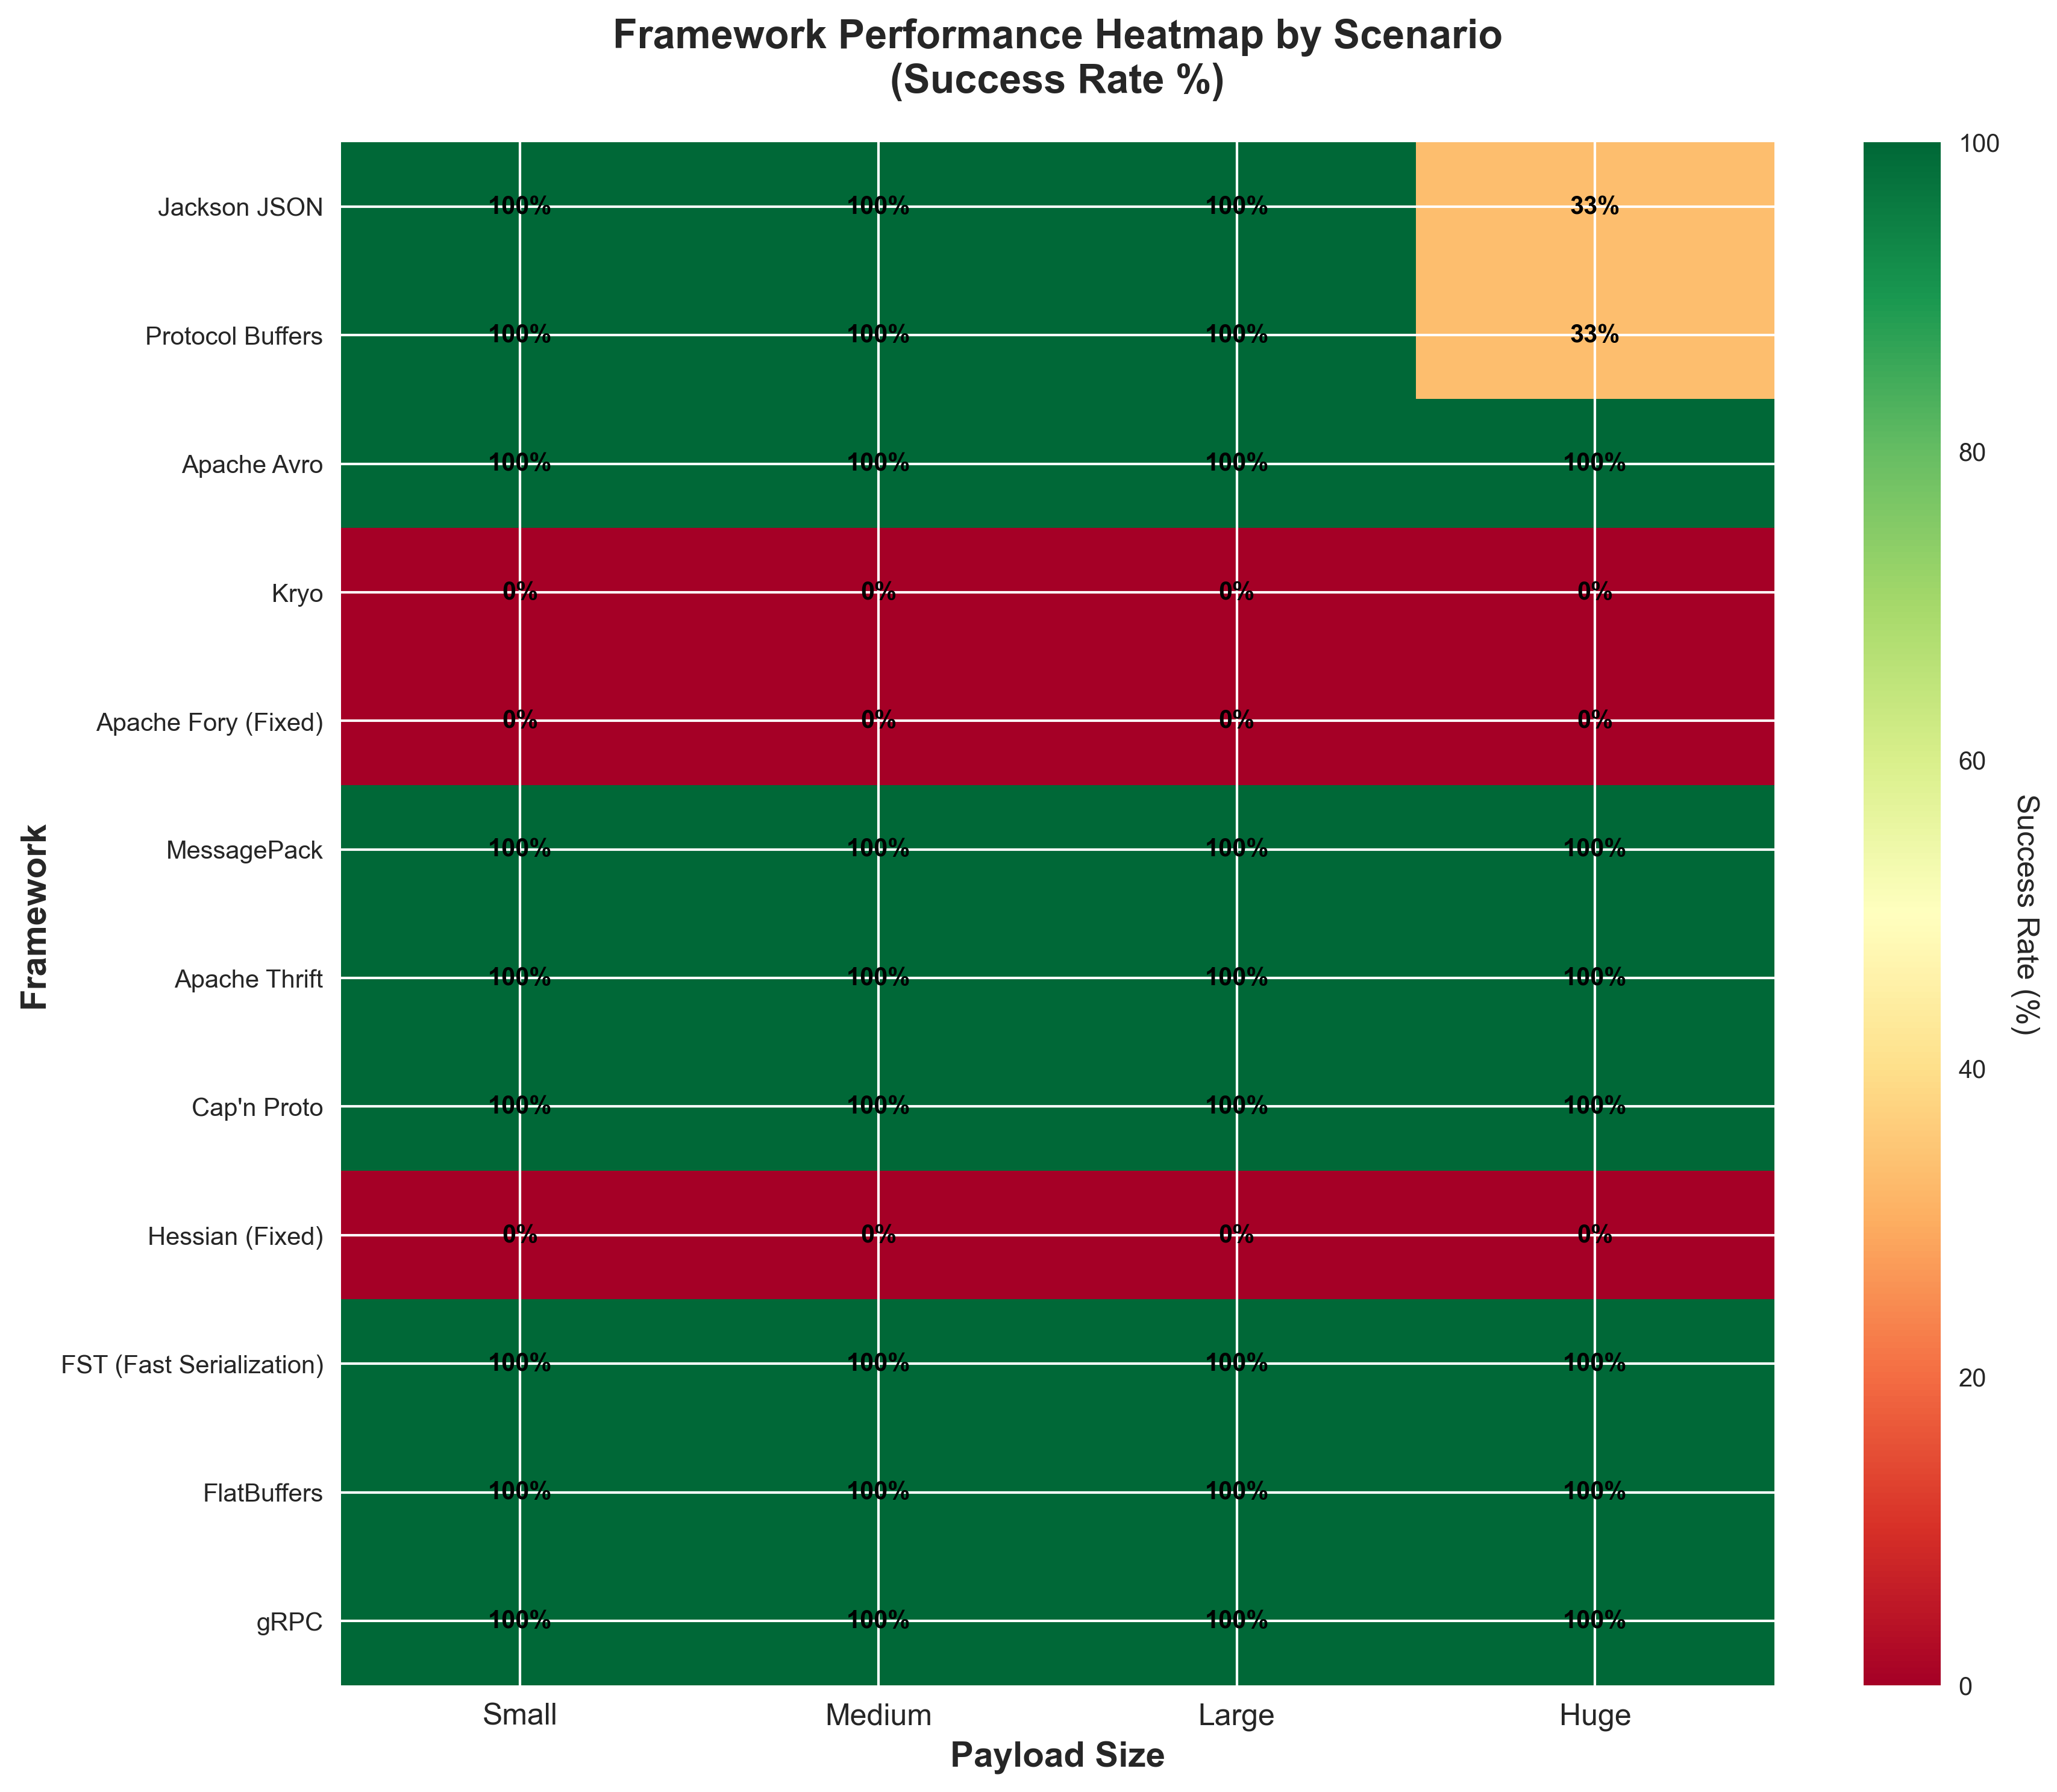 Framework Performance Heatmap by Scenario
(Success Rate %)
Framework
Jackson JSON 100% 100% 100% 33%
Protocol Buffers 100% 100% 100% 33%
Apache Avro 100% 100% 100% 100%
Kryo 0% 0% 0% 0%
Apache Fory (Fixed) 0% 0% 0% 0%
MessagePack 100% 100% 100% 100%
Apache Thrift 100% 100% 100% 100%
Cap'n Proto 100% 100% 100% 100%
Hessian (Fixed) 0% 0% 0% 0%
FST (Fast Serialization) 100% 100% 100% 100%
FlatBuffers 100% 100% 100% 100%
gRPC 100% 100% 100% 100%
Small Medium Large Huge
Payload Size
100
80
60
40
20
0
Success Rate (%)